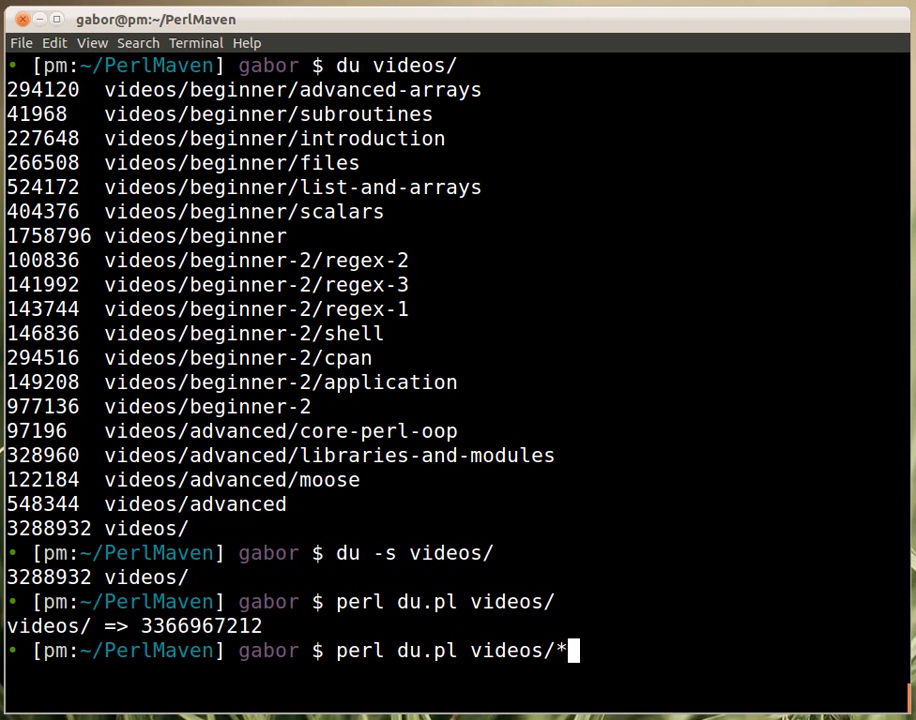 gabor@pm:~/PerlMaven
File Edit View Search Terminal Help
• [pm:~/PerlMaven] gabor $ du videos/
294120 videos/beginner/advanced-arrays
41968 videos/beginner/subroutines
227648 videos/beginner/introduction
266508 videos/beginner/files
524172 videos/beginner/list-and-arrays
404376 videos/beginner/scalars
1758796 videos/beginner
100836 videos/beginner-2/regex-2
141992 videos/beginner-2/regex-3
143744 videos/beginner-2/regex-1
146836 videos/beginner-2/shell
294516 videos/beginner-2/cpan
149208 videos/beginner-2/application
977136 videos/beginner-2
97196 videos/advanced/core-perl-oop
328960 videos/advanced/libraries-and-modules
122184 videos/advanced/moose
548344 videos/advanced
3288932 videos/
• [pm:~/PerlMaven] gabor $ du -s videos/
3288932 videos/
• [pm:~/PerlMaven] gabor $ perl du.pl videos/
videos/ => 3366967212
• [pm:~/PerlMaven] gabor $ perl du.pl videos/*